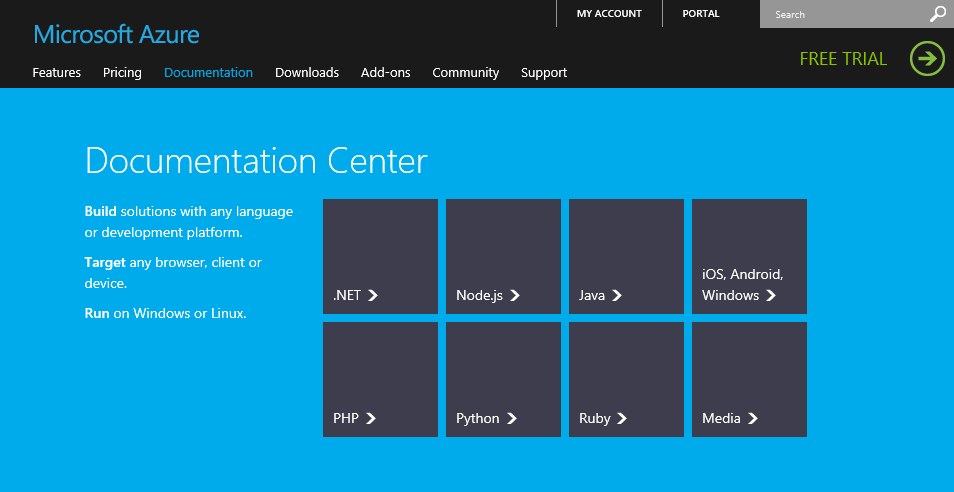 MY ACCOUNT
PORTAL
Search
Microsoft Azure
FREE TRIAL
Features Pricing Documentation Downloads Add-ons Community Support
Documentation Center
Build solutions with any language
or development platform.
Target any browser, client or
device.
Run on Windows or Linux.
.NET
Node.js
Java
iOS, Android,
Windows
PHP
Python
Ruby
Media